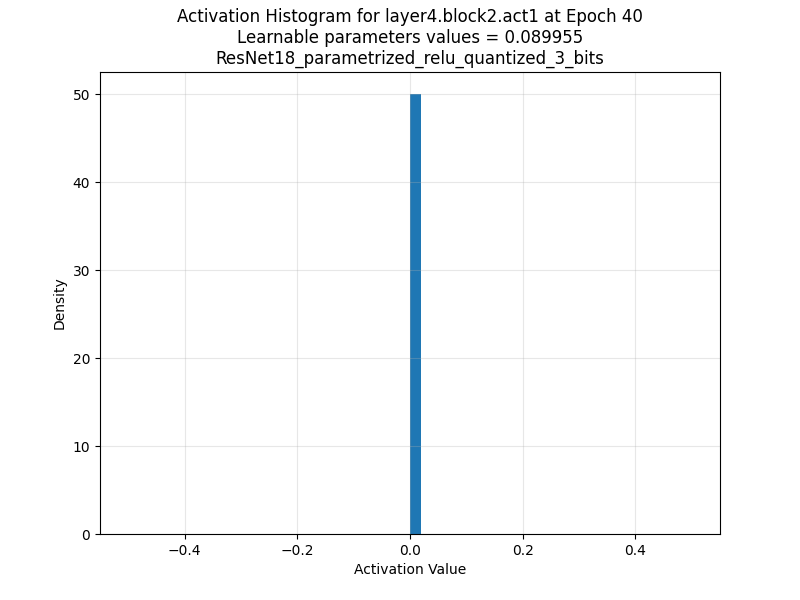 Activation Histogram for layer4.block2.act1 at Epoch 40
Learnable parameters values = 0.089955
ResNet18_parametrized_relu_quantized_3_bits
50
40
30
20
10
0
Density
−0.4
−0.2
0.0
0.2
0.4
Activation Value